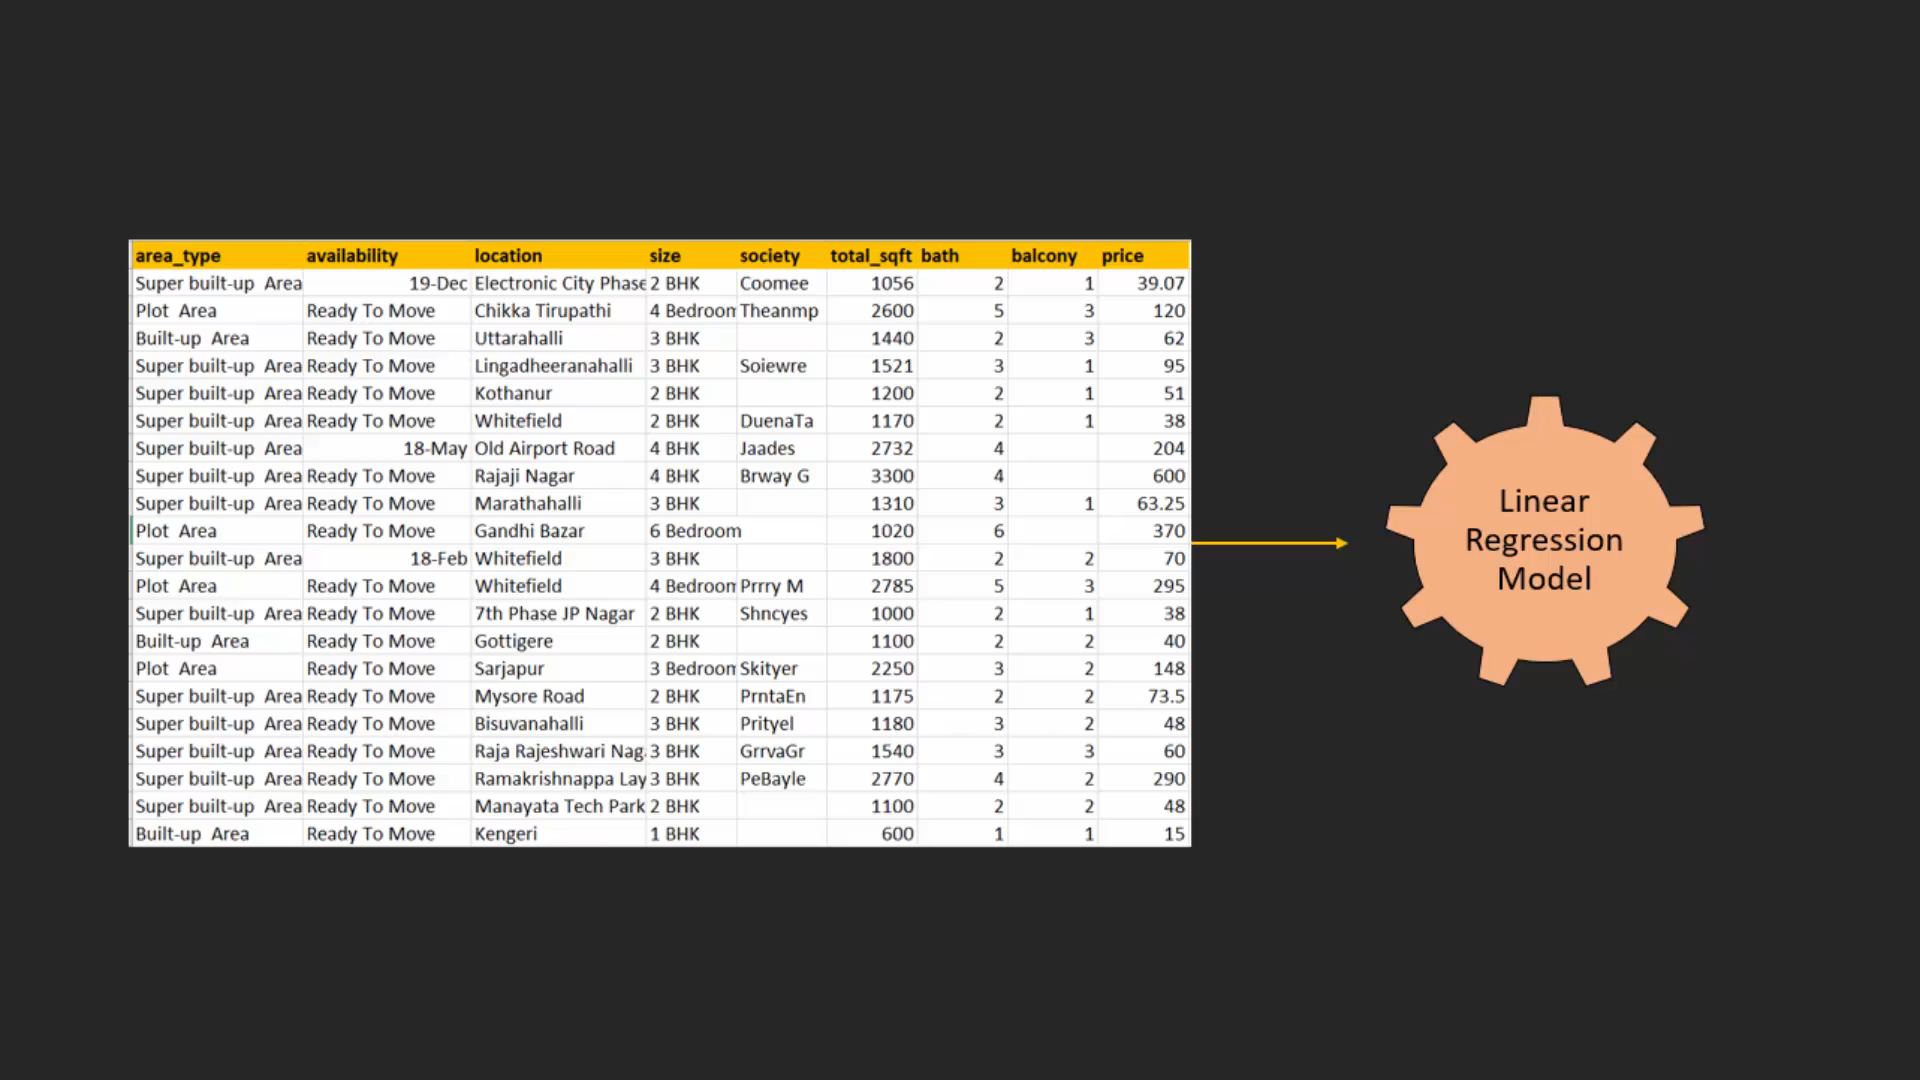 area_type availability location size society total_sqft bath balcony price
Super built-up Area 19-Dec Electronic City Phase 2 BHK Coomee 1056 2 1 39.07
Plot Area Ready To Move Chikka Tirupathi 4 Bedroom Theanmp 2600 5 3 120
Built-up Area Ready To Move Uttarahalli 3 BHK 1440 2 3 62
Super built-up Area Ready To Move Lingadheeranahalli 3 BHK Soiewre 1521 3 1 95
Super built-up Area Ready To Move Kothanur 2 BHK 1200 2 1 51
Super built-up Area Ready To Move Whitefield 2 BHK DuenaTa 1170 2 1 38
Super built-up Area 18-May Old Airport Road 4 BHK Jaades 2732 4 204
Super built-up Area Ready To Move Rajaji Nagar 4 BHK Brway G 3300 4 600
Super built-up Area Ready To Move Marathahalli 3 BHK 1310 3 1 63.25
Plot Area Ready To Move Gandhi Bazar 6 Bedroom 1020 6 370
Super built-up Area 18-Feb Whitefield 3 BHK 1800 2 2 70
Plot Area Ready To Move Whitefield 4 Bedroom Prrry M 2785 5 3 295
Super built-up Area Ready To Move 7th Phase JP Nagar 2 BHK Shncyes 1000 2 1 38
Built-up Area Ready To Move Gottigere 2 BHK 1100 2 2 40
Plot Area Ready To Move Sarjapur 3 Bedroom Skityer 2250 3 2 148
Super built-up Area Ready To Move Mysore Road 2 BHK PrntaEn 1175 2 2 73.5
Super built-up Area Ready To Move Bisuvanahalli 3 BHK Prityel 1180 3 2 48
Super built-up Area Ready To Move Raja Rajeshwari Nag 3 BHK GrrvaGr 1540 3 3 60
Super built-up Area Ready To Move Ramakrishnappa Lay 3 BHK PeBayle 2770 4 2 290
Super built-up Area Ready To Move Manayata Tech Park 2 BHK 1100 2 2 48
Built-up Area Ready To Move Kengeri 1 BHK 600 1 1 15
Linear
Regression
Model